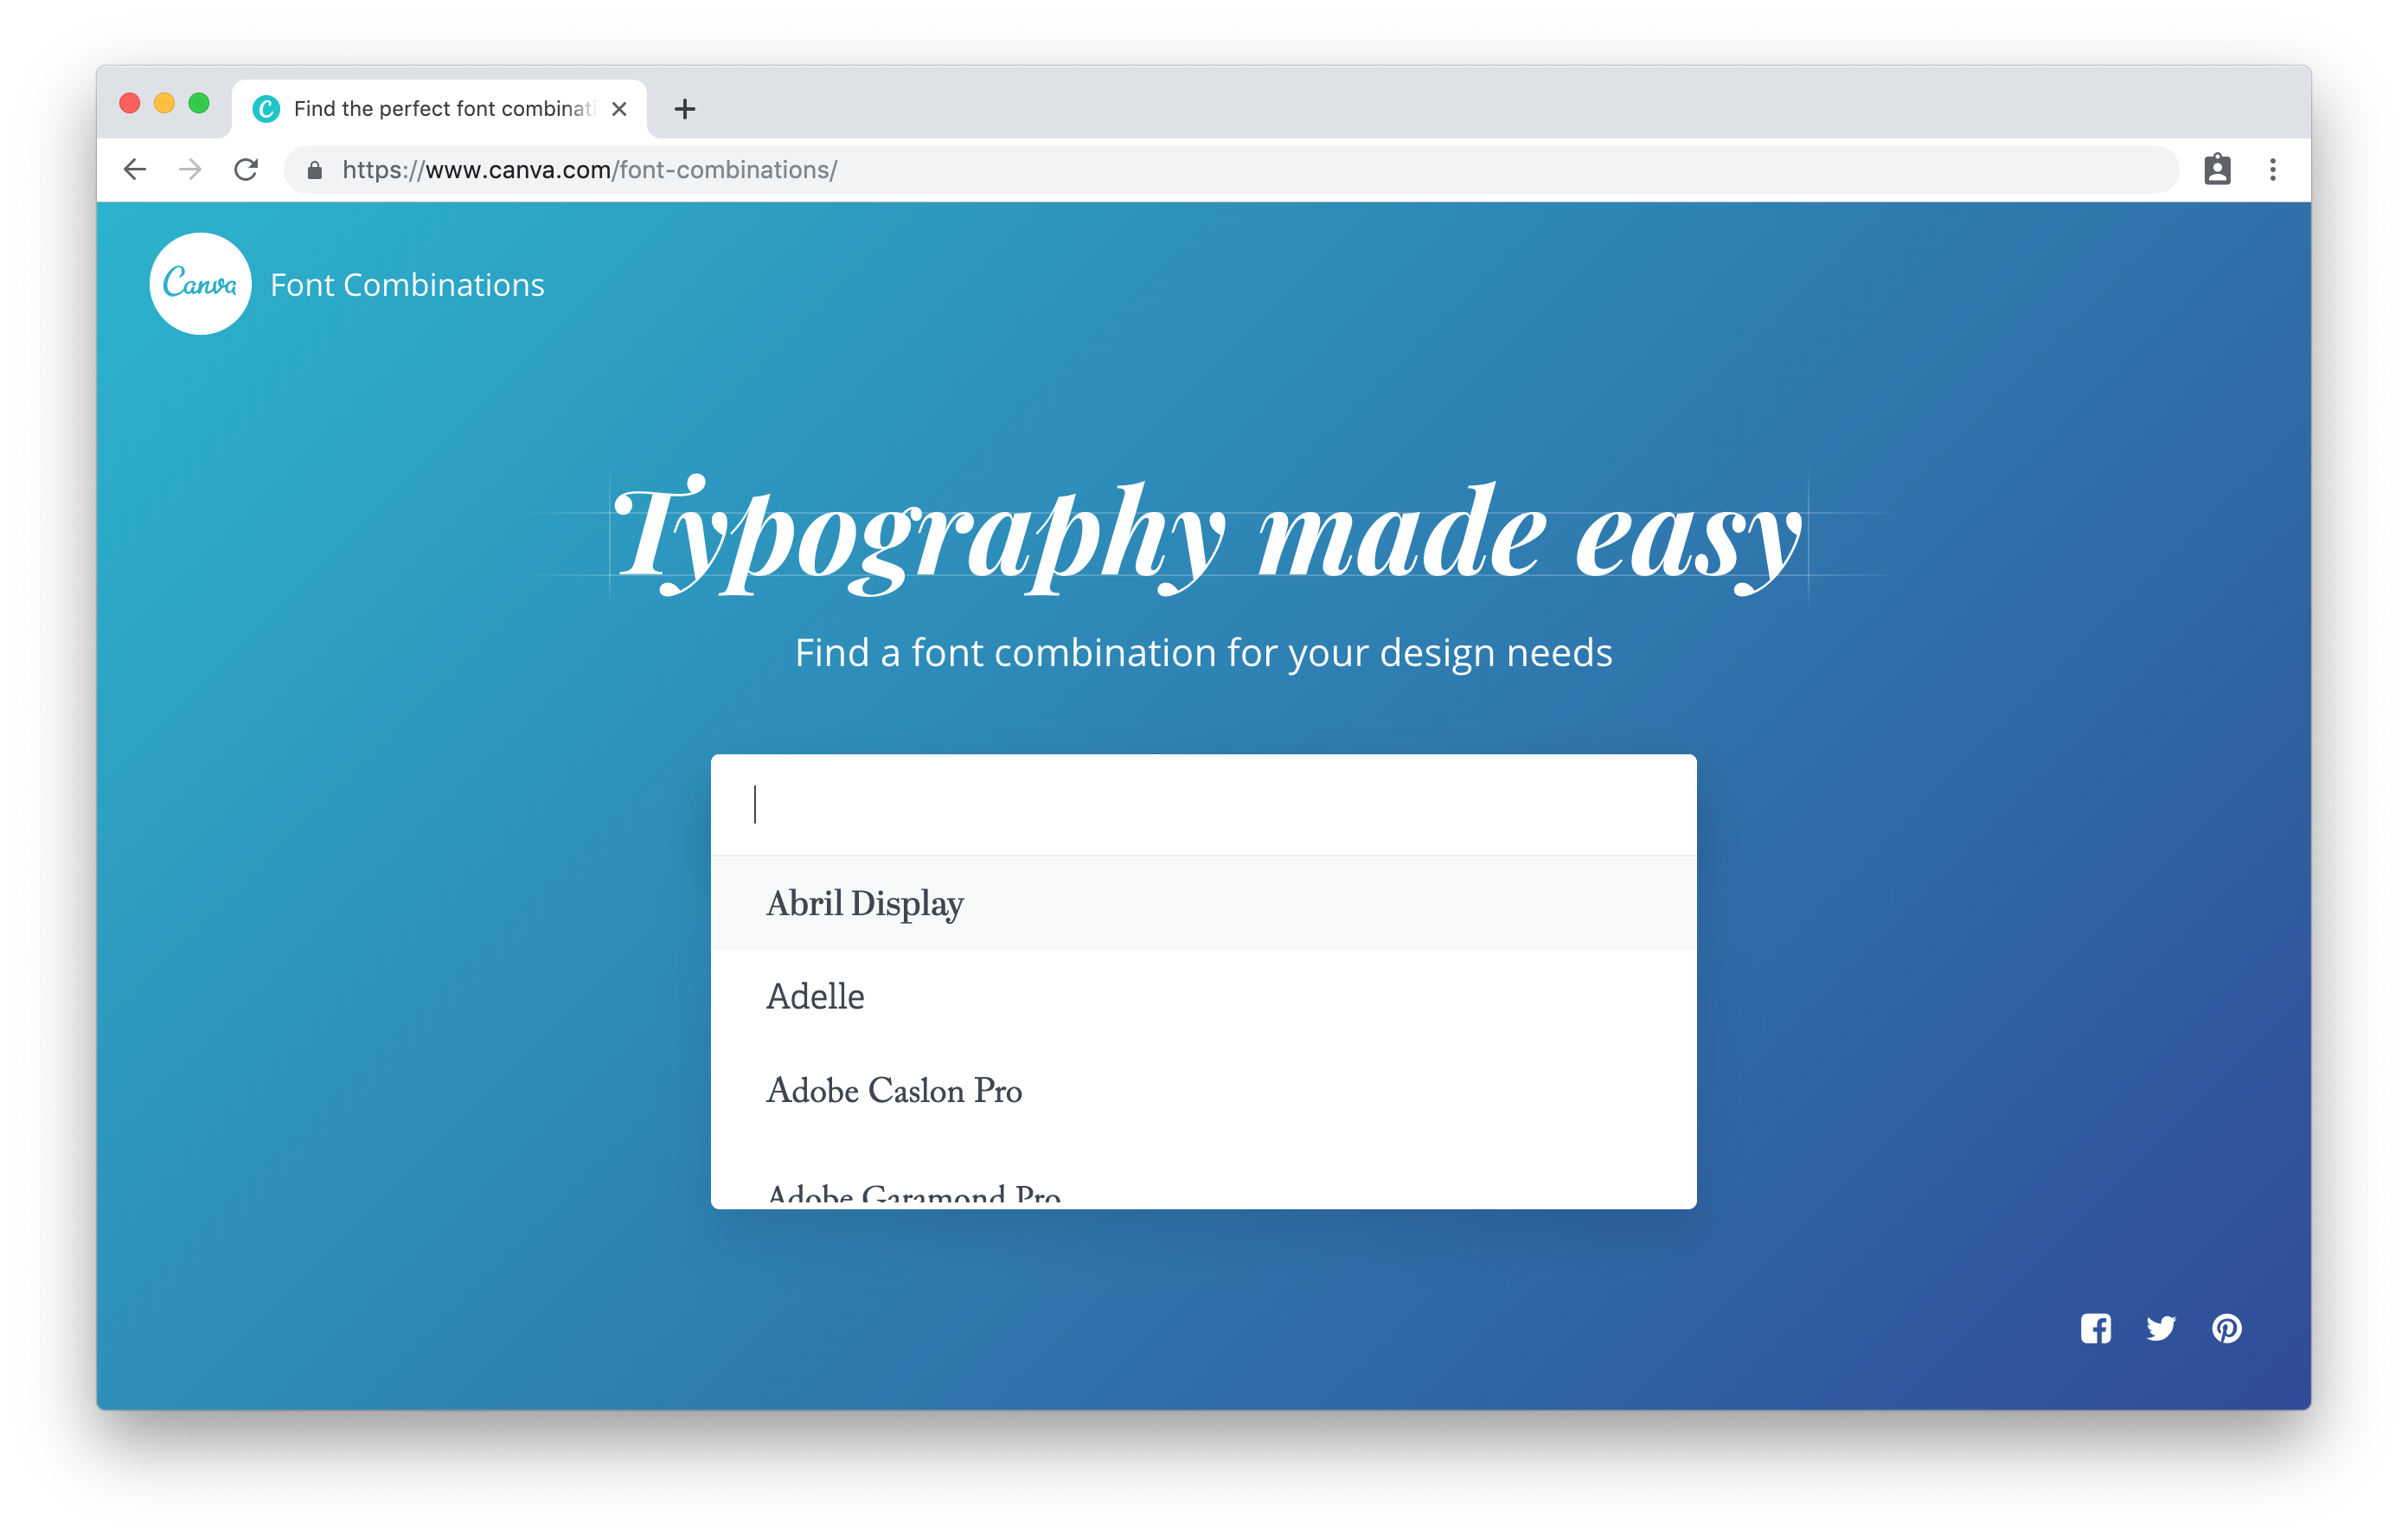 Find the perfect font combinati
https://www.canva.com/font-combinations/
Canva
Font Combinations
Typography made easy
Find a font combination for your design needs
Abril Display
Adelle
Adobe Caslon Pro
Adobe Garamond Pro